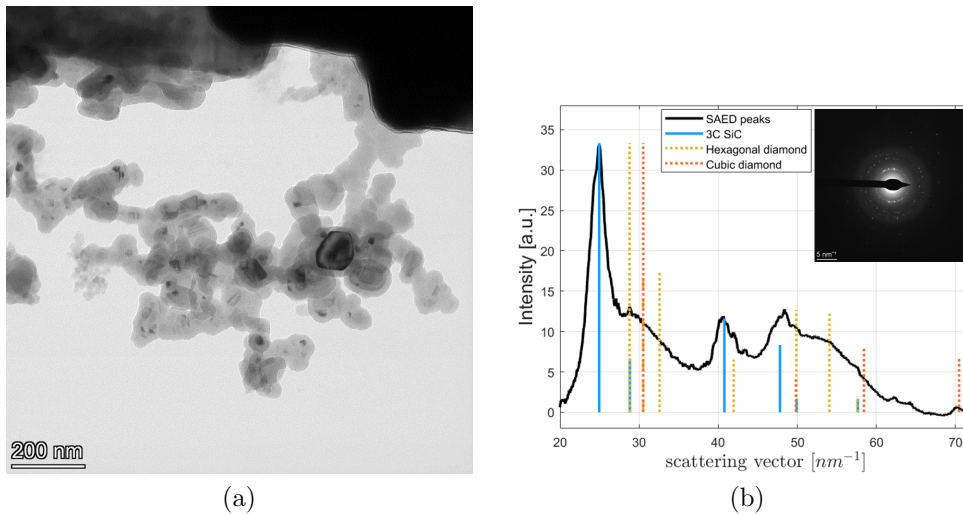 200 nm
(a)
SAED peaks
3C SiC
Hexagonal diamond
Cubic diamond
5 nm⁻¹
Intensity [a.u.]
35
30
25
20
15
10
5
0
20 30 40 50 60 70
scattering vector [nm⁻¹]
(b)